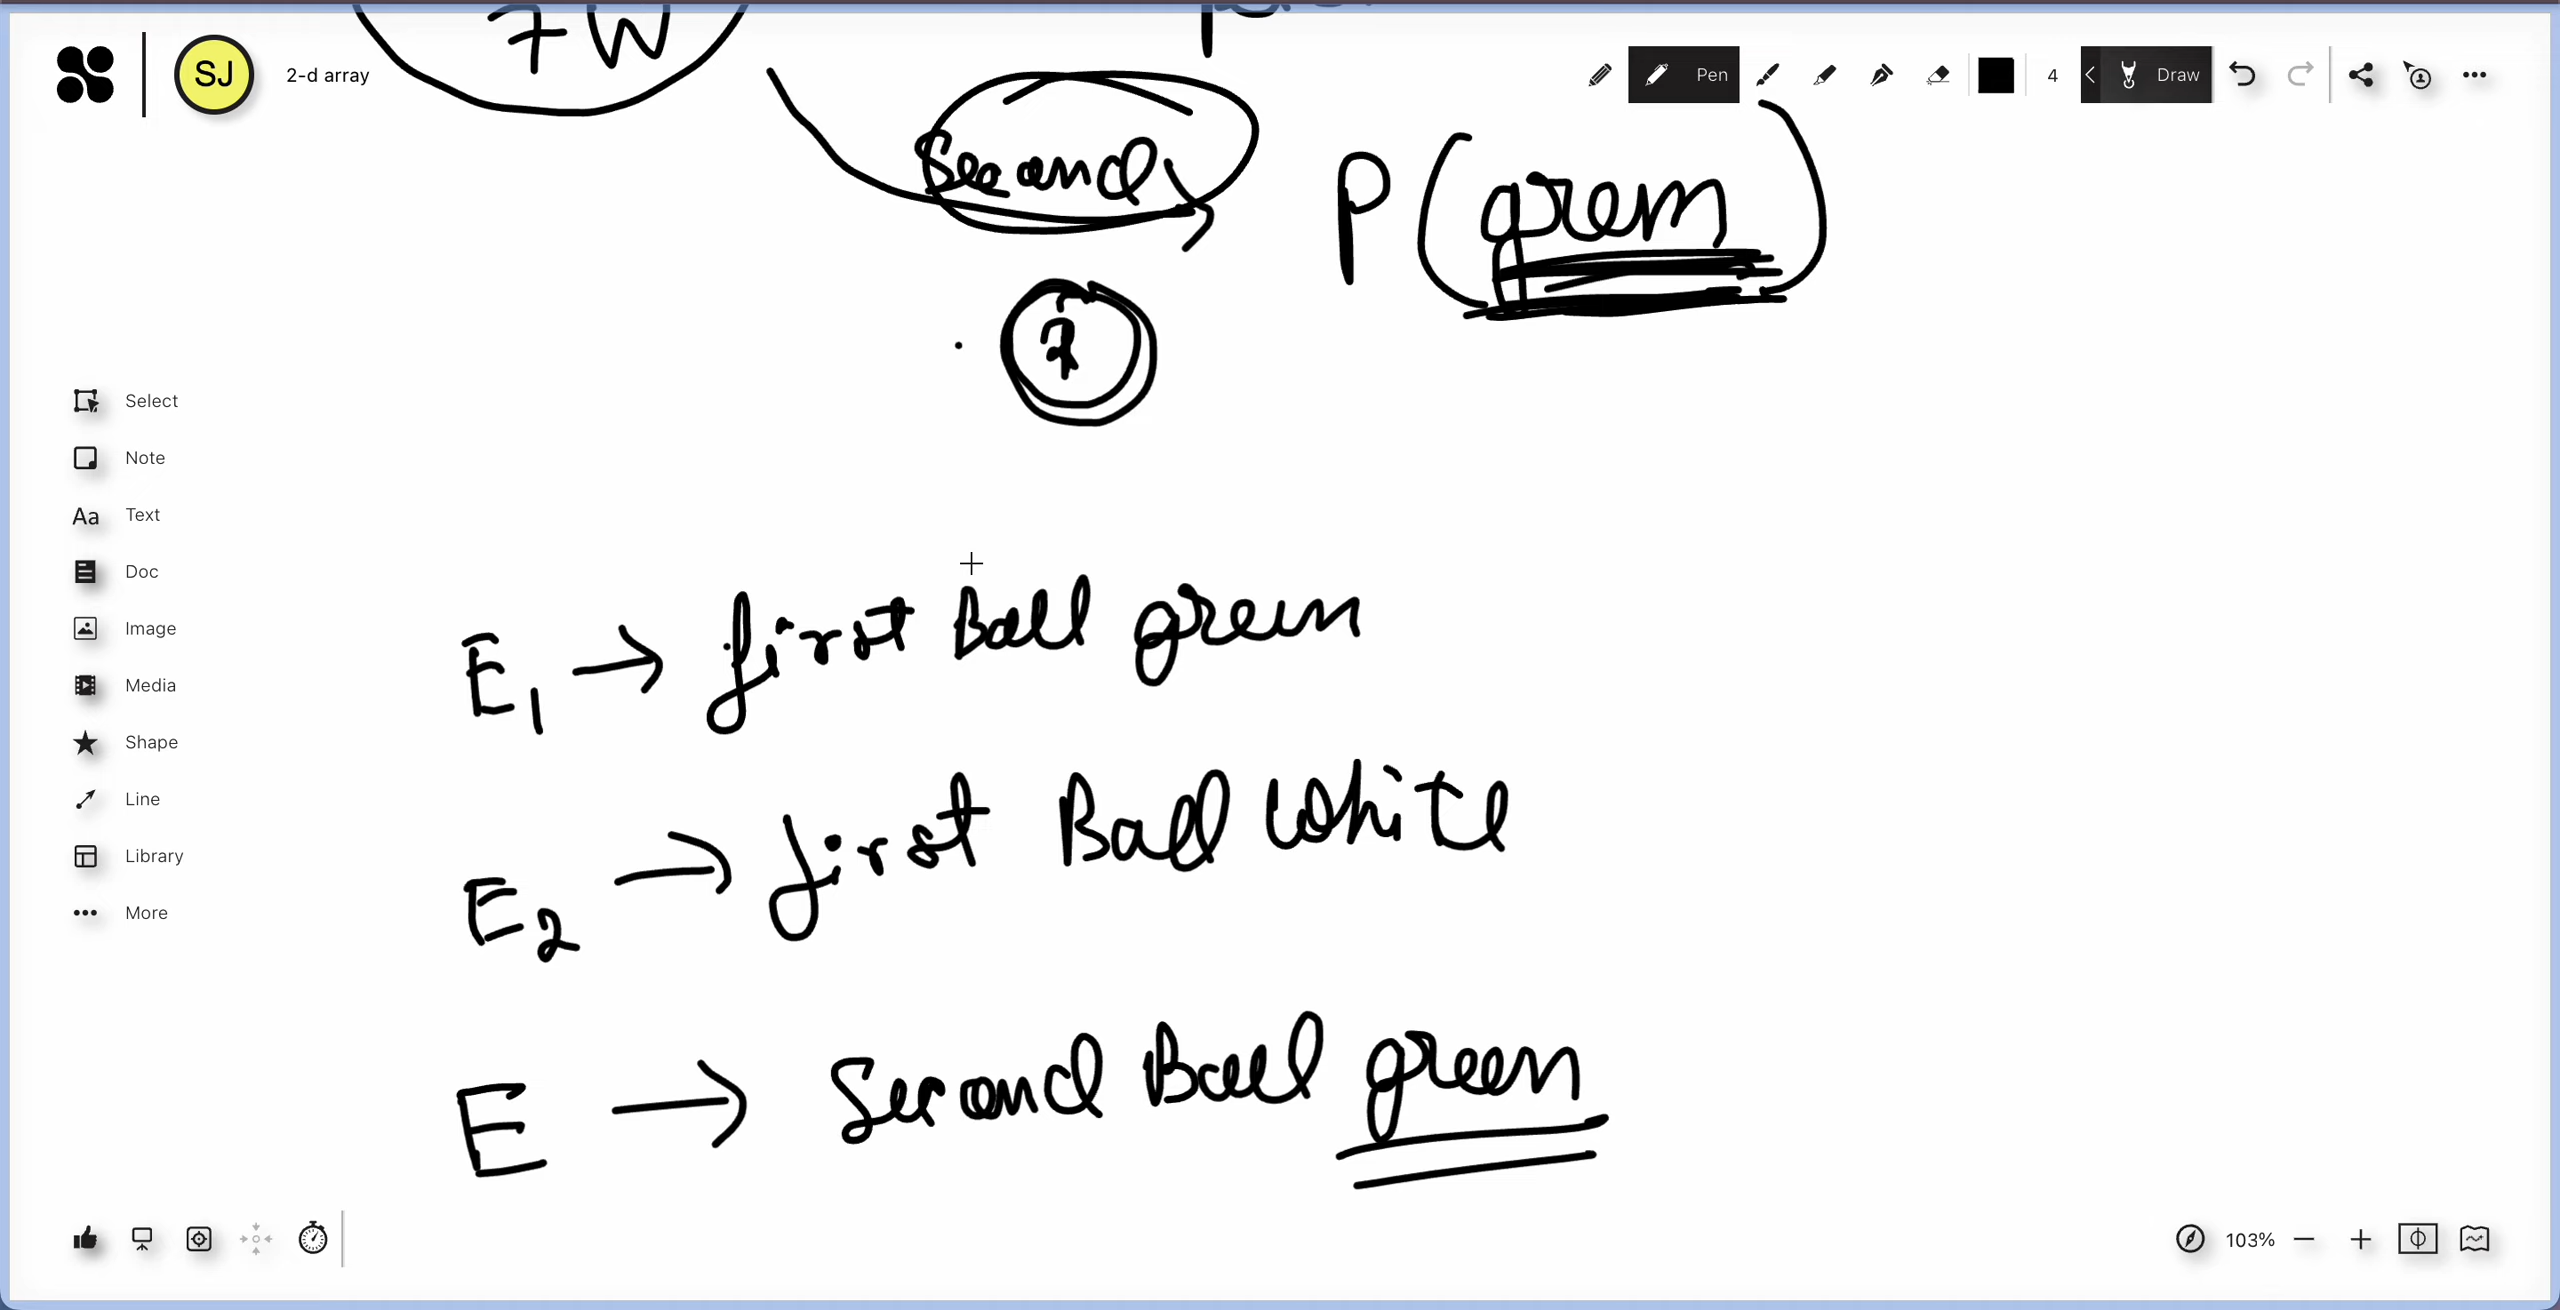 7 W
SJ 2-d array
Pen 4 Draw
Second
P(green)
?
Select
Note
Text
Doc
Image
Media
Shape
Line
Library
More
E1 → first Ball green
E2 → first Ball white
E → Second Ball green
103%